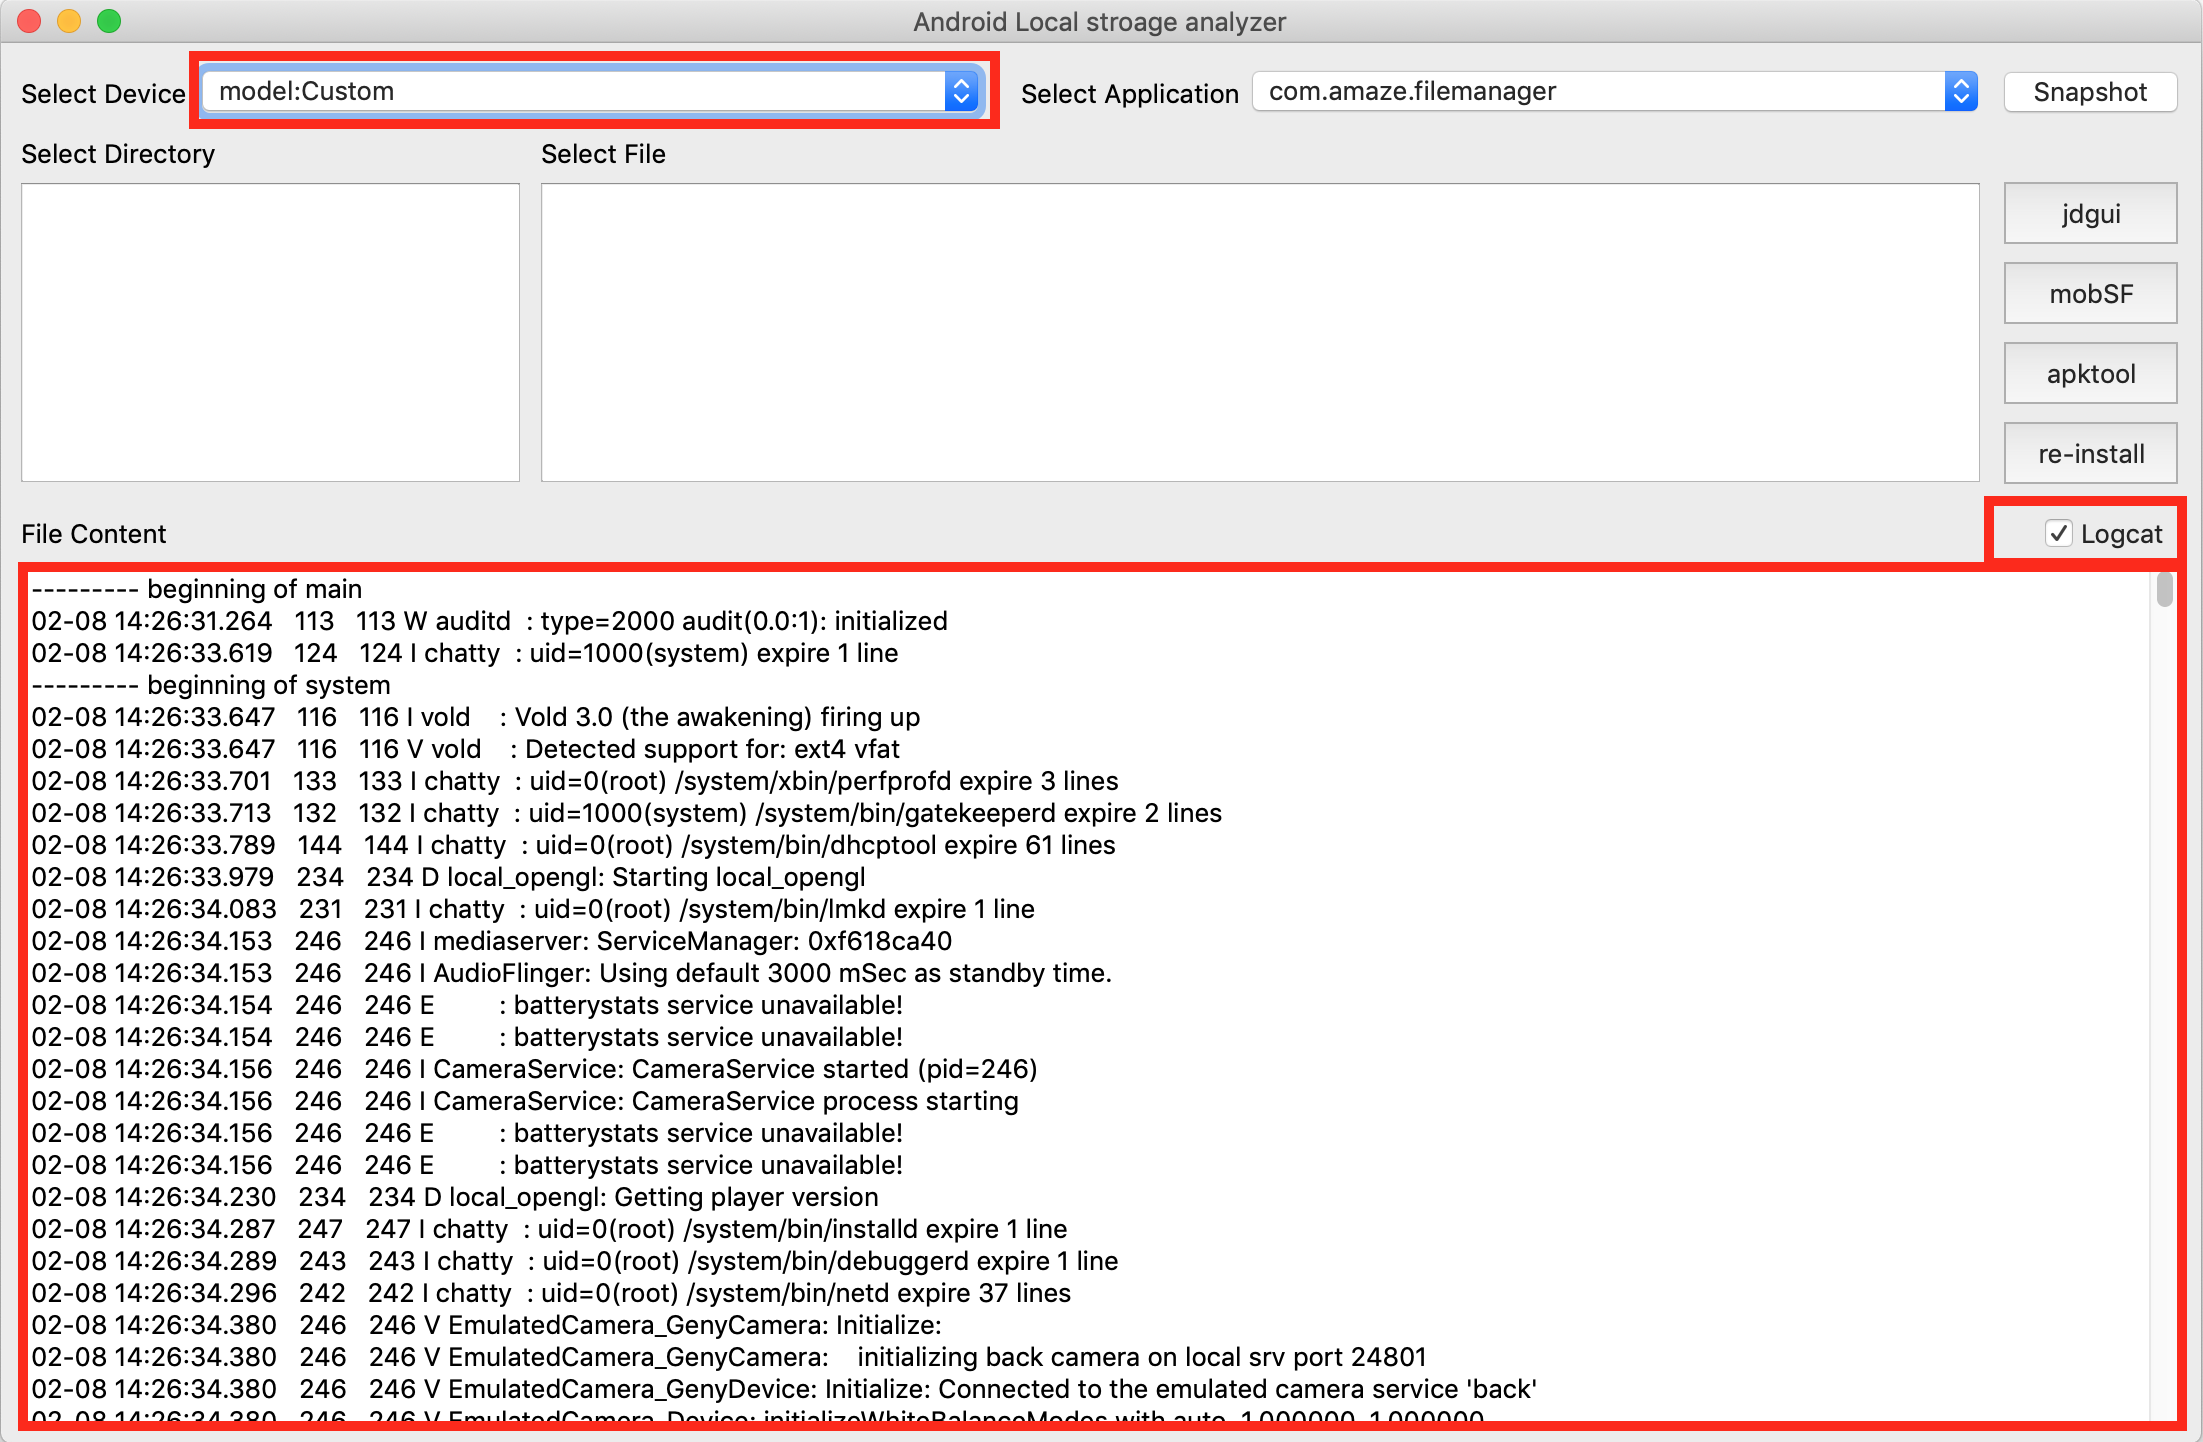 Android Local stroage analyzer
Select Device model:Custom Select Application com.amaze.filemanager Snapshot
Select Directory Select File
jdgui
mobSF
apktool
re-install
File Content Logcat
--------- beginning of main
02-08 14:26:31.264 113 113 W auditd : type=2000 audit(0.0:1): initialized
02-08 14:26:33.619 124 124 I chatty : uid=1000(system) expire 1 line
--------- beginning of system
02-08 14:26:33.647 116 116 I vold : Vold 3.0 (the awakening) firing up
02-08 14:26:33.647 116 116 V vold : Detected support for: ext4 vfat
02-08 14:26:33.701 133 133 I chatty : uid=0(root) /system/xbin/perfprofd expire 3 lines
02-08 14:26:33.713 132 132 I chatty : uid=1000(system) /system/bin/gatekeeperd expire 2 lines
02-08 14:26:33.789 144 144 I chatty : uid=0(root) /system/bin/dhcptool expire 61 lines
02-08 14:26:33.979 234 234 D local_opengl: Starting local_opengl
02-08 14:26:34.083 231 231 I chatty : uid=0(root) /system/bin/lmkd expire 1 line
02-08 14:26:34.153 246 246 I mediaserver: ServiceManager: 0xf618ca40
02-08 14:26:34.153 246 246 I AudioFlinger: Using default 3000 mSec as standby time.
02-08 14:26:34.154 246 246 E : batterystats service unavailable!
02-08 14:26:34.154 246 246 E : batterystats service unavailable!
02-08 14:26:34.156 246 246 I CameraService: CameraService started (pid=246)
02-08 14:26:34.156 246 246 I CameraService: CameraService process starting
02-08 14:26:34.156 246 246 E : batterystats service unavailable!
02-08 14:26:34.156 246 246 E : batterystats service unavailable!
02-08 14:26:34.230 234 234 D local_opengl: Getting player version
02-08 14:26:34.287 247 247 I chatty : uid=0(root) /system/bin/installd expire 1 line
02-08 14:26:34.289 243 243 I chatty : uid=0(root) /system/bin/debuggerd expire 1 line
02-08 14:26:34.296 242 242 I chatty : uid=0(root) /system/bin/netd expire 37 lines
02-08 14:26:34.380 246 246 V EmulatedCamera_GenyCamera: Initialize:
02-08 14:26:34.380 246 246 V EmulatedCamera_GenyCamera: initializing back camera on local srv port 24801
02-08 14:26:34.380 246 246 V EmulatedCamera_GenyDevice: Initialize: Connected to the emulated camera service 'back'
02-08 14:26:34.380 246 246 V EmulatedCamera_Device: initializeWhiteBalanceModes with auto, 1.000000, 1.000000